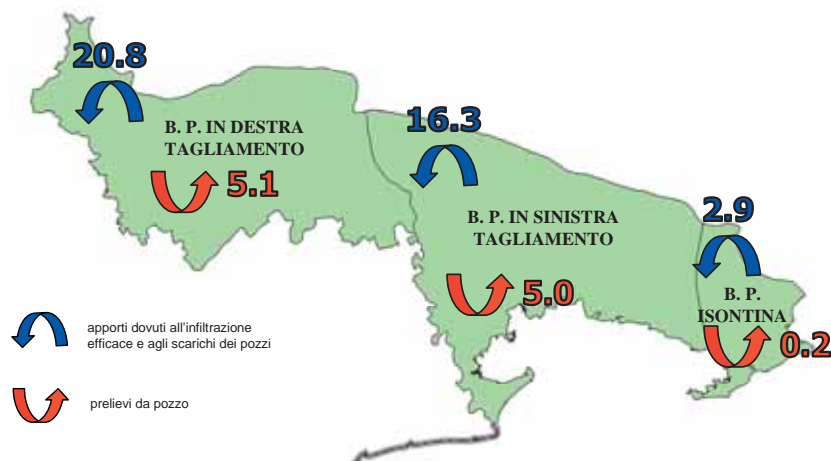 20.8
B. P. IN DESTRA
TAGLIAMENTO
5.1
16.3
B. P. IN SINISTRA
TAGLIAMENTO
5.0
2.9
B. P.
ISONTINA
0.2
apporti dovuti all'infiltrazione
efficace e agli scarichi dei pozzi
prelievi da pozzo